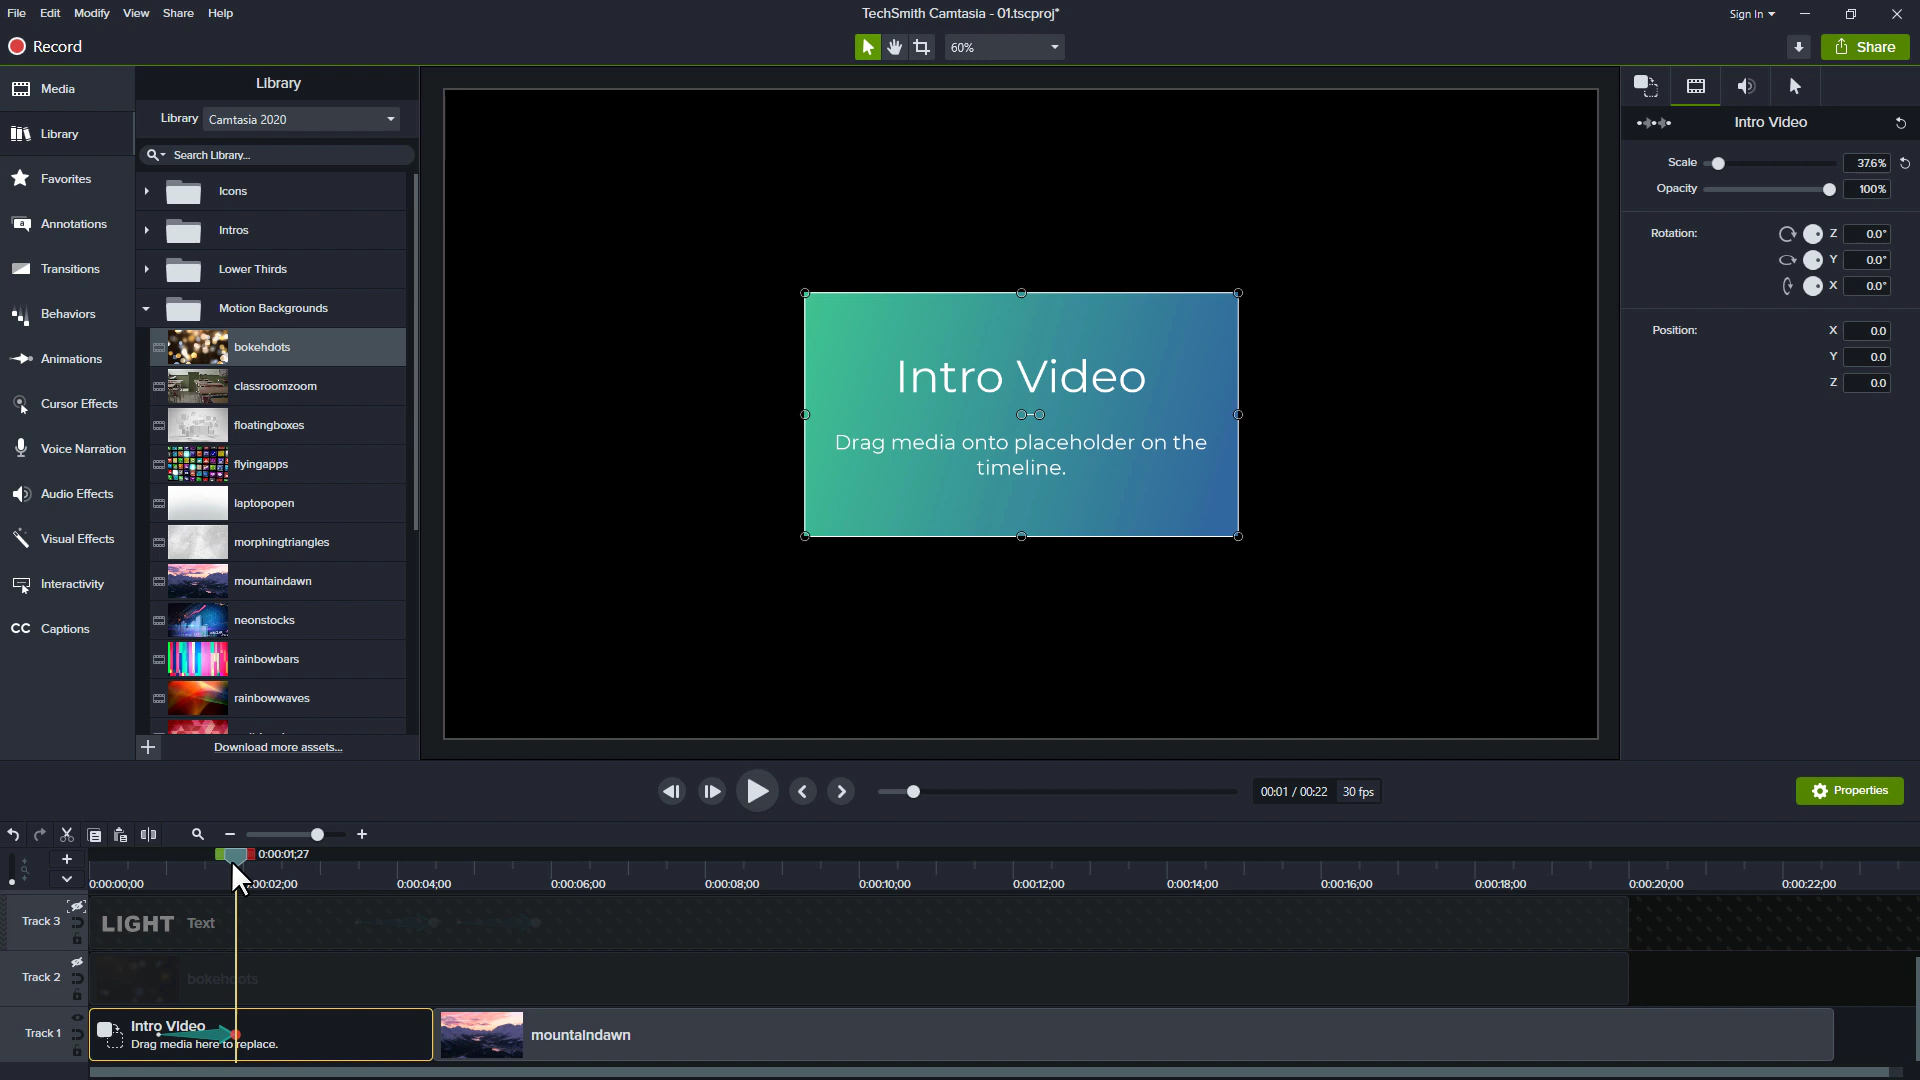 File Edit Modify View Share Help
TechSmith Camtasia - 01.tscproj*
Sign In
Record
60%
Share
Media
Library
Favorites
Annotations
Transitions
Behaviors
Animations
Cursor Effects
Voice Narration
Audio Effects
Visual Effects
Interactivity
CC Captions
Library
Library Camtasia 2020
Search Library...
Icons
Intros
Lower Thirds
Motion Backgrounds
bokehdots
classroomzoom
floatingboxes
flyingapps
laptopopen
morphingtriangles
mountaindawn
neonstocks
rainbowbars
rainbowwaves
Download more assets...
Intro Video
Drag media onto placeholder on the
timeline.
Intro Video
Scale 37.6%
Opacity 100%
Rotation: Z 0.0°
Y 0.0°
X 0.0°
Position: X 0.0
Y 0.0
Z 0.0
00:01 / 00:22 30 fps
Properties
0:00:01;27
0:00:00;00 0:00:02;00 0:00:04;00 0:00:06;00 0:00:08;00 0:00:10;00 0:00:12;00 0:00:14;00 0:00:16;00 0:00:18;00 0:00:20;00 0:00:22;00
Track 3 LIGHT Text
Track 2 bokehdots
Track 1 Intro Video
Drag media here to replace.
mountaindawn